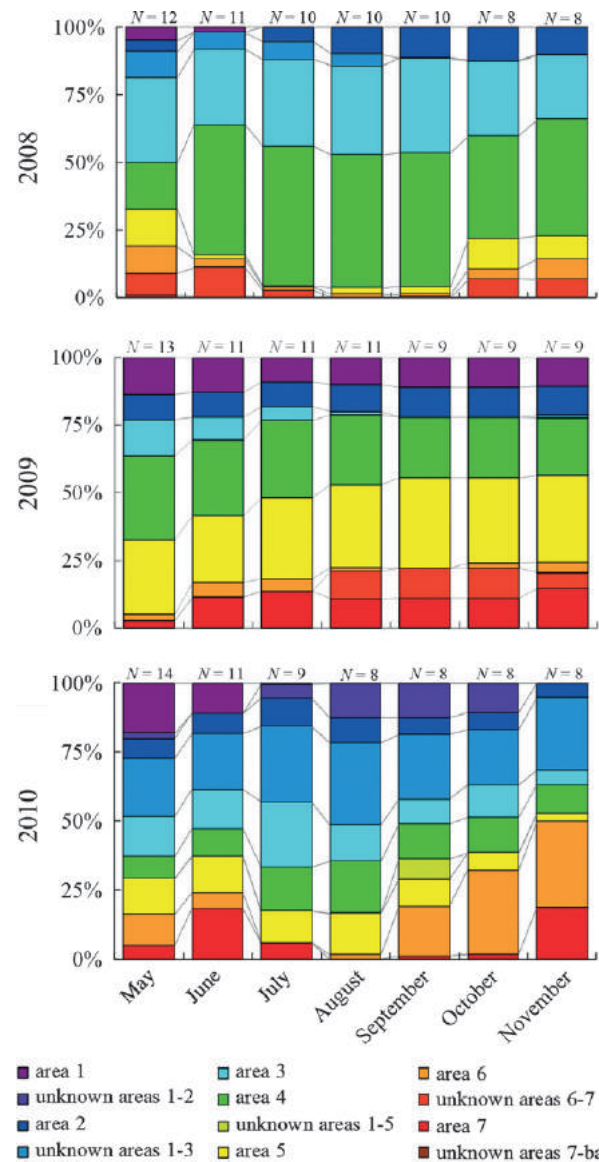 N = 12 N = 11 N = 10 N = 10 N = 10 N = 8 N = 8
100%
75%
50%
25%
0%
2008
N = 13 N = 11 N = 11 N = 11 N = 9 N = 9 N = 9
100%
75%
50%
25%
0%
2009
N = 14 N = 11 N = 9 N = 8 N = 8 N = 8 N = 8
100%
75%
50%
25%
0%
2010
May June July August September October November
area 1
unknown areas 1-2
area 2
unknown areas 1-3
area 3
area 4
unknown areas 1-5
area 5
area 6
unknown areas 6-7
area 7
unknown areas 7-ba